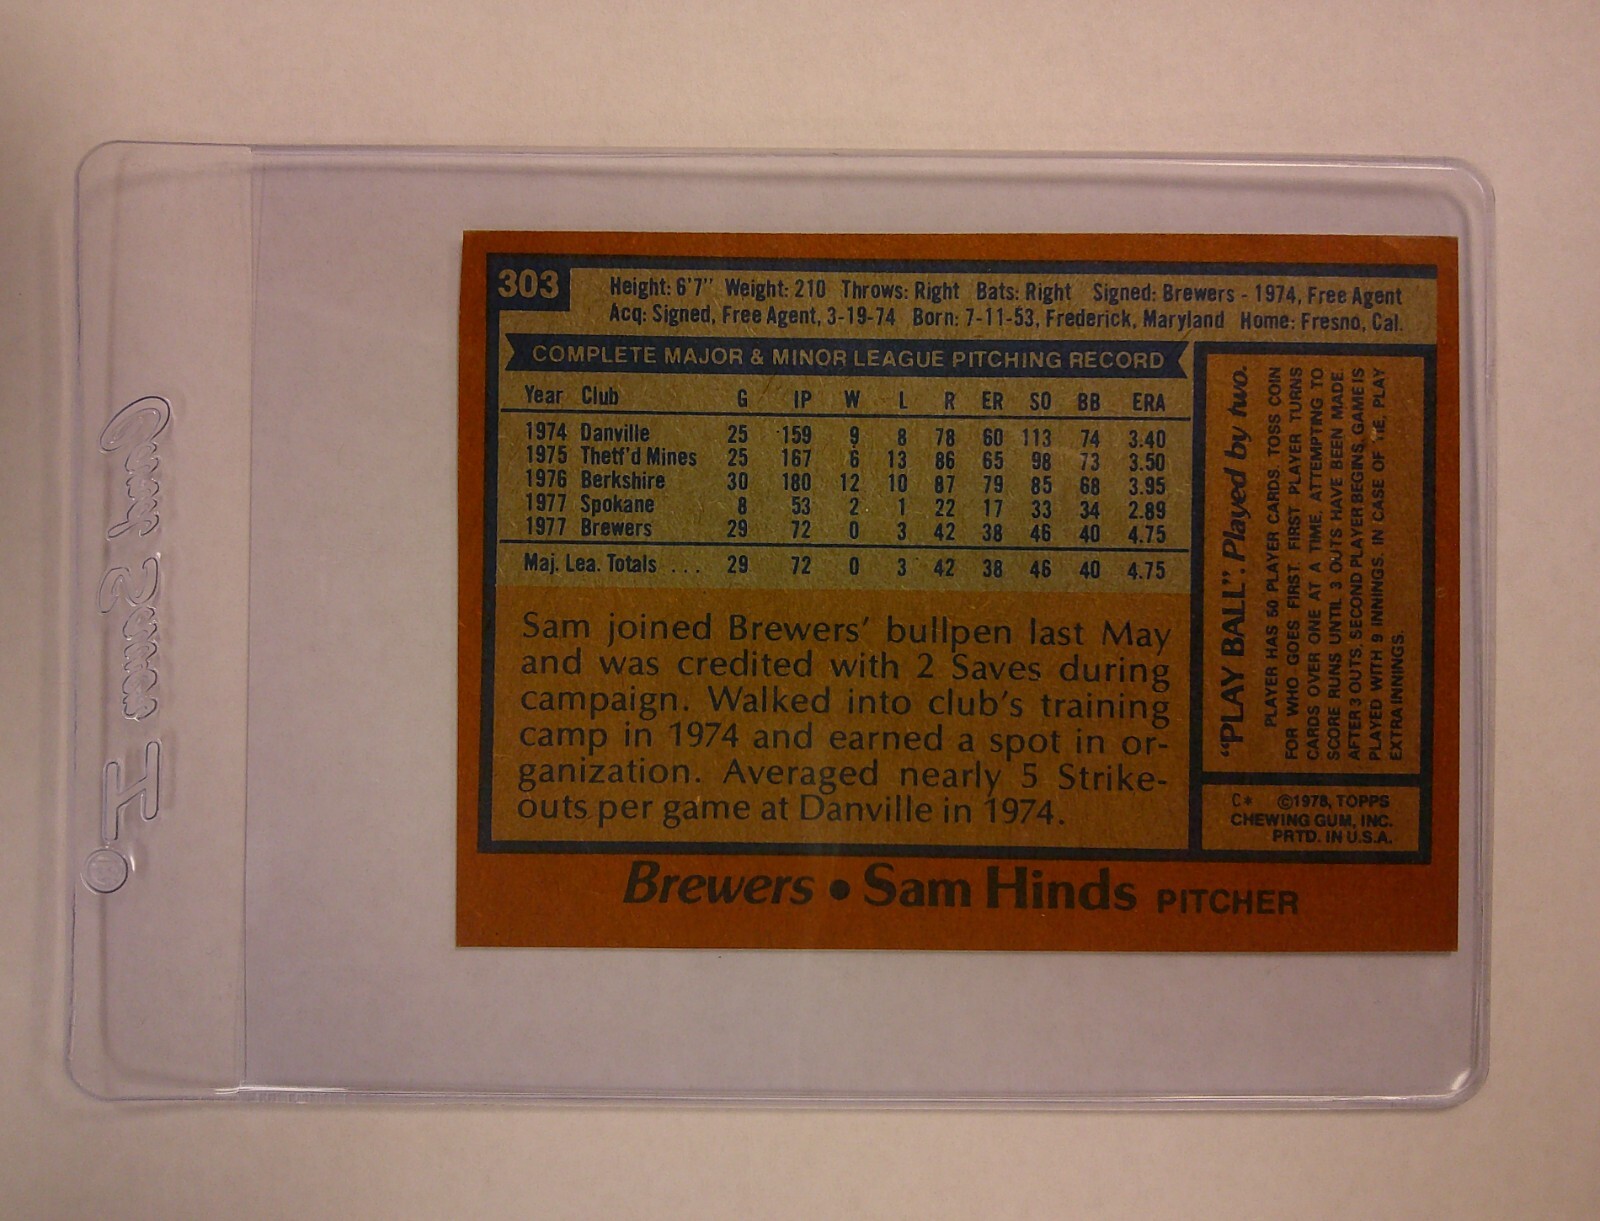 303
Height: 6'7" Weight: 210 Throws: Right Bats: Right Signed: Brewers - 1974, Free Agent
Acq: Signed, Free Agent, 3-19-74 Born: 7-11-53, Frederick, Maryland Home: Fresno, Cal.
COMPLETE MAJOR & MINOR LEAGUE PITCHING RECORD
Year Club G IP W L R ER SO BB ERA
1974 Danville 25 159 9 8 78 60 113 74 3.40
1975 Thetf'd Mines 25 167 6 13 86 65 98 73 3.50
1976 Berkshire 30 180 12 10 87 79 85 68 3.95
1977 Spokane 8 53 2 1 22 17 33 34 2.89
1977 Brewers 29 72 0 3 42 38 46 40 4.75
Maj. Lea. Totals ... 29 72 0 3 42 38 46 40 4.75
Sam joined Brewers' bullpen last May
and was credited with 2 Saves during
campaign. Walked into club's training
camp in 1974 and earned a spot in or-
ganization. Averaged nearly 5 Strike-
outs per game at Danville in 1974.
"PLAY BALL". Played by two.
PLAYER HAS 50 PLAYER CARDS. TOSS COIN
FOR WHO GOES FIRST. FIRST PLAYER TURNS
CARDS OVER ONE AT A TIME, ATTEMPTING TO
SCORE RUNS UNTIL 3 OUTS HAVE BEEN MADE.
AFTER 3 OUTS, SECOND PLAYER BEGINS. GAME IS
PLAYED WITH 9 INNINGS. IN CASE OF TIE, PLAY
EXTRA INNINGS.
C* ©1978, TOPPS
CHEWING GUM, INC.
PRTD. IN U.S.A.
Brewers • Sam Hinds PITCHER
Card Saver I